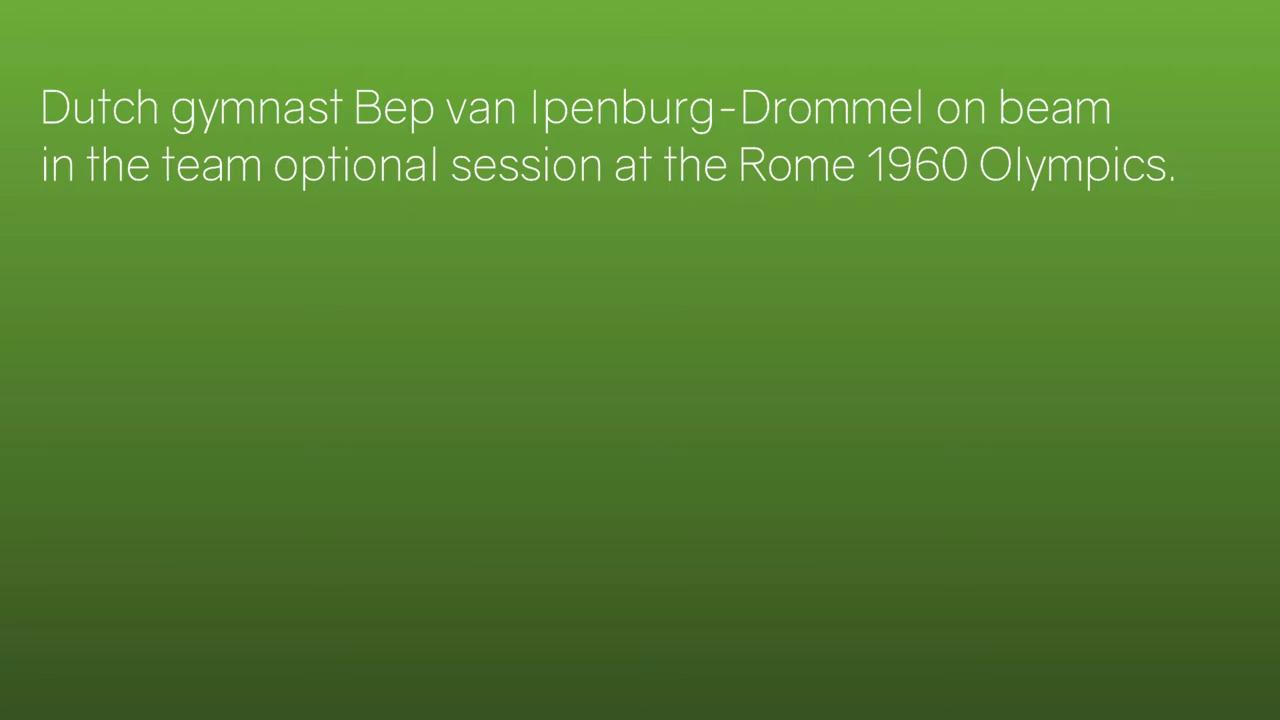 Dutch gymnast Bep van Ipenburg-Drommel on beam
in the team optional session at the Rome 1960 Olympics.